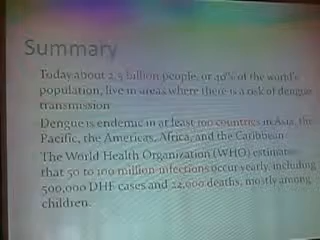 Summary
Today about 2.5 billion people, or 40% of the world's
population, live in areas where there is a risk of dengue
transmission
Dengue is endemic in at least 100 countries in Asia, the
Pacific, the Americas, Africa, and the Caribbean
The World Health Organization (WHO) estimates
that 50 to 100 million infections occur yearly, including
500,000 DHF cases and 22,000 deaths, mostly among
children.